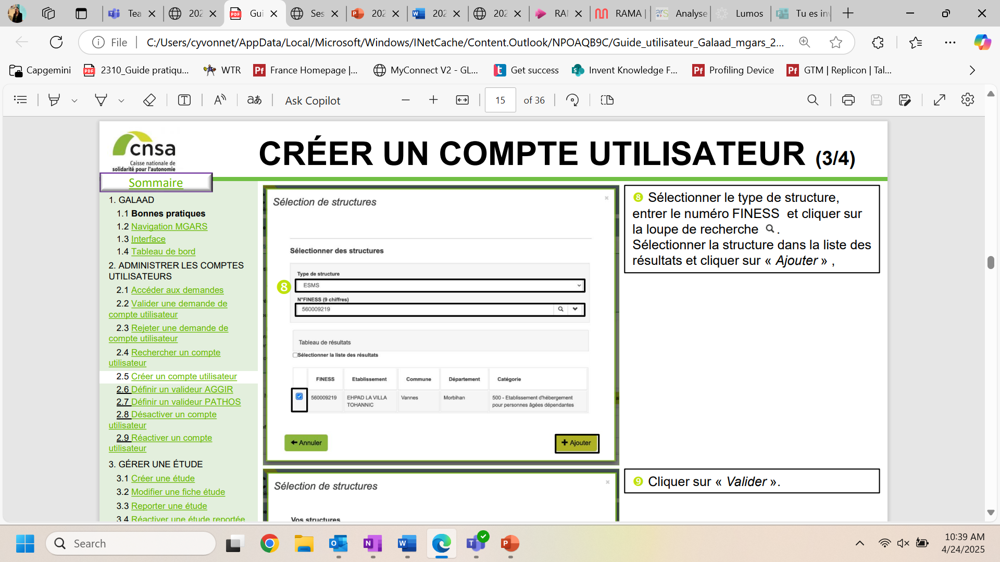 Tea
202
Gui
Ses
202
202
202
RAI
RAMA |
Analyse
Lumos
Tu es in
File
C:/Users/cyvonnet/AppData/Local/Microsoft/Windows/INetCache/Content.Outlook/NPOAQB9C/Guide_utilisateur_Galaad_mgars_2...
Capgemini
2310_Guide pratiqu...
WTR
France Homepage |...
MyConnect V2 - GL...
Get success
Invent Knowledge F...
Profiling Device
GTM | Replicon | Tal...
Ask Copilot
15 of 36
cnsa
Caisse nationale de
solidarité pour l'autonomie
CRÉER UN COMPTE UTILISATEUR (3/4)
Sommaire
1. GALAAD
1.1 Bonnes pratiques
1.2 Navigation MGARS
1.3 Interface
1.4 Tableau de bord
2. ADMINISTRER LES COMPTES
UTILISATEURS
2.1 Accéder aux demandes
2.2 Valider une demande de
compte utilisateur
2.3 Rejeter une demande de
compte utilisateur
2.4 Rechercher un compte
utilisateur
2.5 Créer un compte utilisateur
2.6 Définir un valideur AGGIR
2.7 Définir un valideur PATHOS
2.8 Désactiver un compte
utilisateur
2.9 Réactiver un compte
utilisateur
3. GÉRER UNE ÉTUDE
3.1 Créer une étude
3.2 Modifier une fiche étude
3.3 Reporter une étude
3.4 Réactiver une étude reportée
Sélection de structures
×
Sélectionner des structures
Type de structure
8
ESMS
N°FINESS (9 chiffres)
560009219
Tableau de résultats
Sélectionner la liste des résultats
FINESS Etablissement Commune Département Catégorie
560009219 EHPAD LA VILLA Vannes Morbihan 500 - Etablissement d'hébergement
TOHANNIC pour personnes âgées dépendantes
Annuler
+ Ajouter
8 Sélectionner le type de structure,
entrer le numéro FINESS et cliquer sur
la loupe de recherche .
Sélectionner la structure dans la liste des
résultats et cliquer sur « Ajouter » ,
Sélection de structures
×
Vos structures
9 Cliquer sur « Valider ».
Search
10:39 AM
4/24/2025